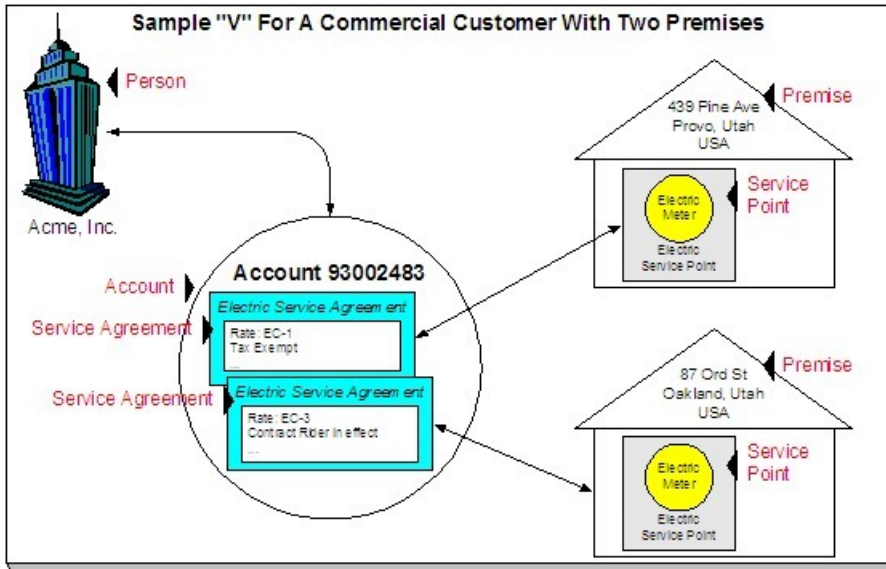 Sample "V" For A Commercial Customer With Two Premises
Person
Acme, Inc.
Account
Account 93002483
Service Agreement
Electric Service Agreement
Rate: EC-1
Tax Exempt
...
Service Agreement
Electric Service Agreement
Rate: EC-3
Contract Rider In effect
...
Premise
439 Pine Ave
Provo, Utah
USA
Service
Point
Electric
Meter
Electric
Service Point
Premise
87 Ord St
Oakland, Utah
USA
Service
Point
Electric
Meter
Electric
Service Point